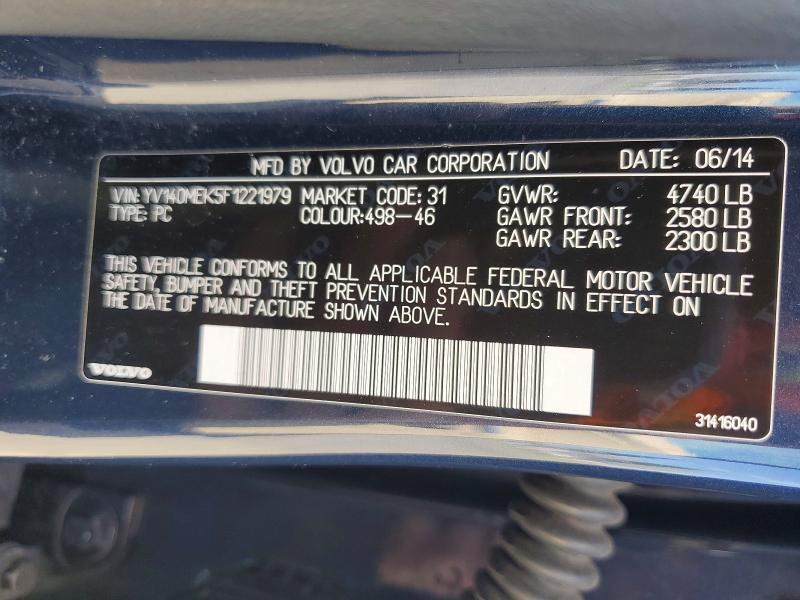 MFD BY VOLVO CAR CORPORATION DATE: 06/14
VIN: YV140MEK5F1221979 MARKET CODE: 31 GVWR: 4740 LB
TYPE: PC COLOUR:498-46 GAWR FRONT: 2580 LB
GAWR REAR: 2300 LB
THIS VEHICLE CONFORMS TO ALL APPLICABLE FEDERAL MOTOR VEHICLE
SAFETY, BUMPER AND THEFT PREVENTION STANDARDS IN EFFECT ON
THE DATE OF MANUFACTURE SHOWN ABOVE.
VOLVO
31416040